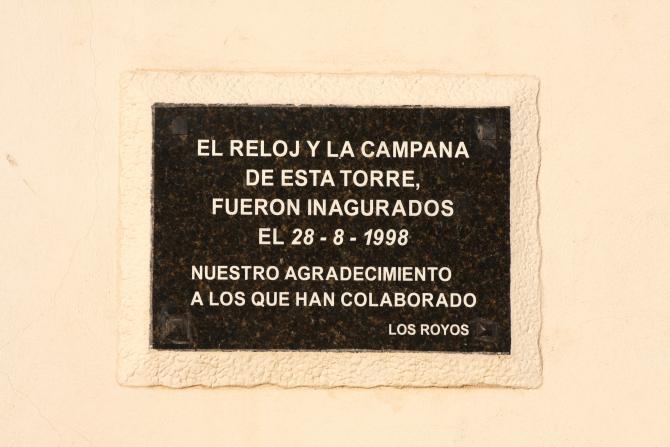 EL RELOJ Y LA CAMPANA
DE ESTA TORRE,
FUERON INAGURADOS
EL 28 - 8 - 1998
NUESTRO AGRADECIMIENTO
A LOS QUE HAN COLABORADO
LOS ROYOS